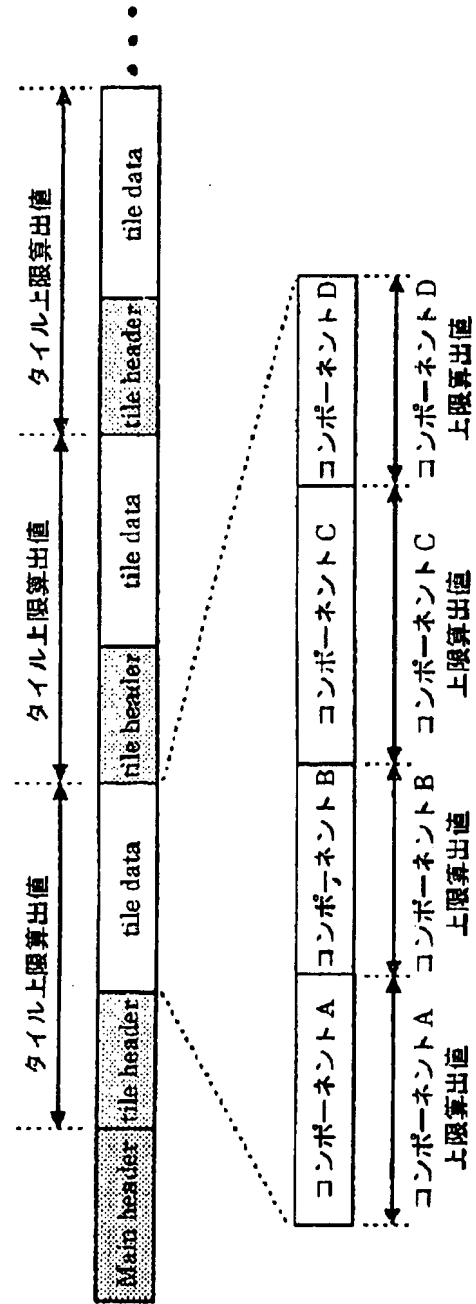 タイル上限算出値
タイル上限算出値
タイル上限算出値
Main header
tile header
tile data
tile header
tile data
tile header
tile data
コンポーネントA
コンポーネントB
コンポーネントC
コンポーネントD
コンポーネントA
上限算出値
コンポーネントB
上限算出値
コンポーネントC
上限算出値
コンポーネントD
上限算出値